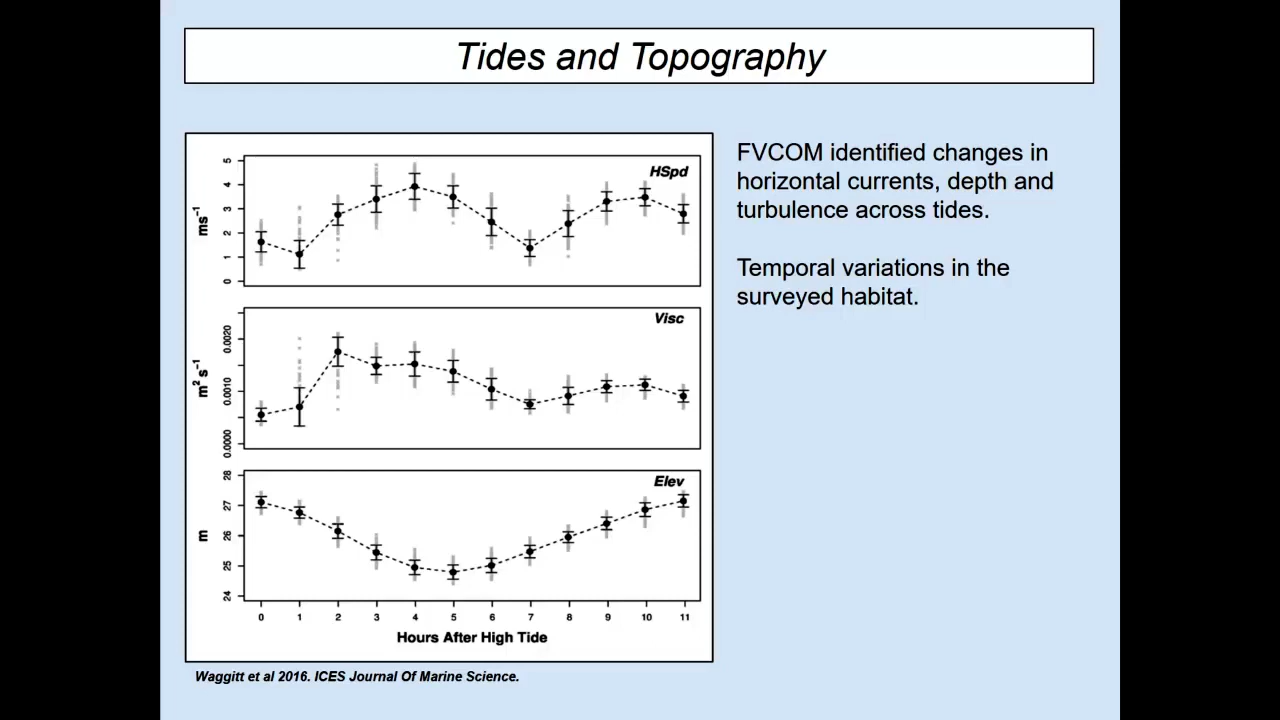 Tides and Topography
HSpd
ms⁻¹
5
4
3
2
1
0
Visc
m² s⁻¹
0.0020
0.0010
0.0000
Elev
m
28
27
26
25
24
0 1 2 3 4 5 6 7 8 9 10 11
Hours After High Tide
Waggitt et al 2016. ICES Journal Of Marine Science.
FVCOM identified changes in
horizontal currents, depth and
turbulence across tides.
Temporal variations in the
surveyed habitat.